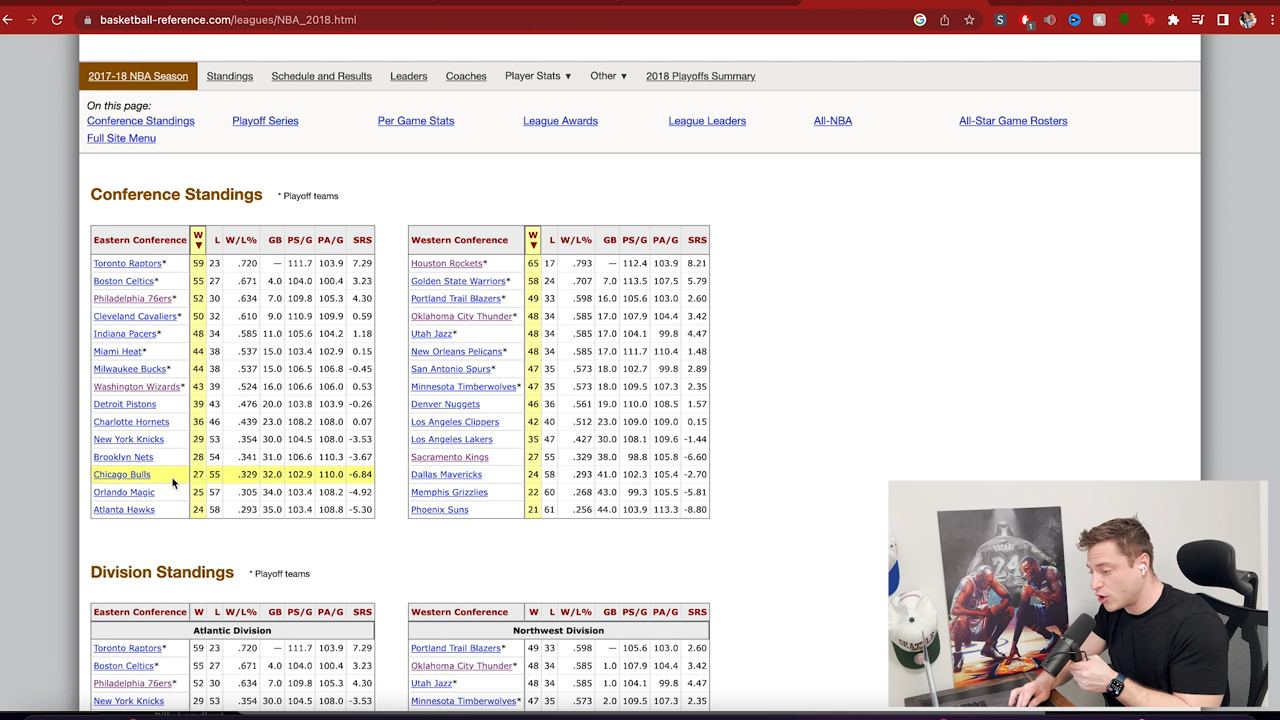 basketball-reference.com/leagues/NBA_2018.html
2017-18 NBA Season Standings Schedule and Results Leaders Coaches Player Stats ▼ Other ▼ 2018 Playoffs Summary
On this page:
Conference Standings Playoff Series Per Game Stats League Awards League Leaders All-NBA All-Star Game Rosters
Full Site Menu
Conference Standings * Playoff teams
Eastern Conference W ▼ L W/L% GB PS/G PA/G SRS
Toronto Raptors* 59 23 .720 — 111.7 103.9 7.29
Boston Celtics* 55 27 .671 4.0 104.0 100.4 3.23
Philadelphia 76ers* 52 30 .634 7.0 109.8 105.3 4.30
Cleveland Cavaliers* 50 32 .610 9.0 110.9 109.9 0.59
Indiana Pacers* 48 34 .585 11.0 105.6 104.2 1.18
Miami Heat* 44 38 .537 15.0 103.4 102.9 0.15
Milwaukee Bucks* 44 38 .537 15.0 106.5 106.8 -0.45
Washington Wizards* 43 39 .524 16.0 106.6 106.0 0.53
Detroit Pistons 39 43 .476 20.0 103.8 103.9 -0.26
Charlotte Hornets 36 46 .439 23.0 108.2 108.0 0.07
New York Knicks 29 53 .354 30.0 104.5 108.0 -3.53
Brooklyn Nets 28 54 .341 31.0 106.6 110.3 -3.67
Chicago Bulls 27 55 .329 32.0 102.9 110.0 -6.84
Orlando Magic 25 57 .305 34.0 103.4 108.2 -4.92
Atlanta Hawks 24 58 .293 35.0 103.4 108.8 -5.30
Western Conference W ▼ L W/L% GB PS/G PA/G SRS
Houston Rockets* 65 17 .793 — 112.4 103.9 8.21
Golden State Warriors* 58 24 .707 7.0 113.5 107.5 5.79
Portland Trail Blazers* 49 33 .598 16.0 105.6 103.0 2.60
Oklahoma City Thunder* 48 34 .585 17.0 107.9 104.4 3.42
Utah Jazz* 48 34 .585 17.0 104.1 99.8 4.47
New Orleans Pelicans* 48 34 .585 17.0 111.7 110.4 1.48
San Antonio Spurs* 47 35 .573 18.0 102.7 99.8 2.89
Minnesota Timberwolves* 47 35 .573 18.0 109.5 107.3 2.35
Denver Nuggets 46 36 .561 19.0 110.0 108.5 1.57
Los Angeles Clippers 42 40 .512 23.0 109.0 109.0 0.15
Los Angeles Lakers 35 47 .427 30.0 108.1 109.6 -1.44
Sacramento Kings 27 55 .329 38.0 98.8 105.8 -6.60
Dallas Mavericks 24 58 .293 41.0 102.3 105.4 -2.70
Memphis Grizzlies 22 60 .268 43.0 99.3 105.5 -5.81
Phoenix Suns 21 61 .256 44.0 103.9 113.3 -8.80
Division Standings * Playoff teams
Eastern Conference W L W/L% GB PS/G PA/G SRS
Atlantic Division
Toronto Raptors* 59 23 .720 — 111.7 103.9 7.29
Boston Celtics* 55 27 .671 4.0 104.0 100.4 3.23
Philadelphia 76ers* 52 30 .634 7.0 109.8 105.3 4.30
New York Knicks 29 53 .354 30.0 104.5 108.0 -3.53
Western Conference W L W/L% GB PS/G PA/G SRS
Northwest Division
Portland Trail Blazers* 49 33 .598 — 105.6 103.0 2.60
Oklahoma City Thunder* 48 34 .585 1.0 107.9 104.4 3.42
Utah Jazz* 48 34 .585 1.0 104.1 99.8 4.47
Minnesota Timberwolves* 47 35 .573 2.0 109.5 107.3 2.35
24